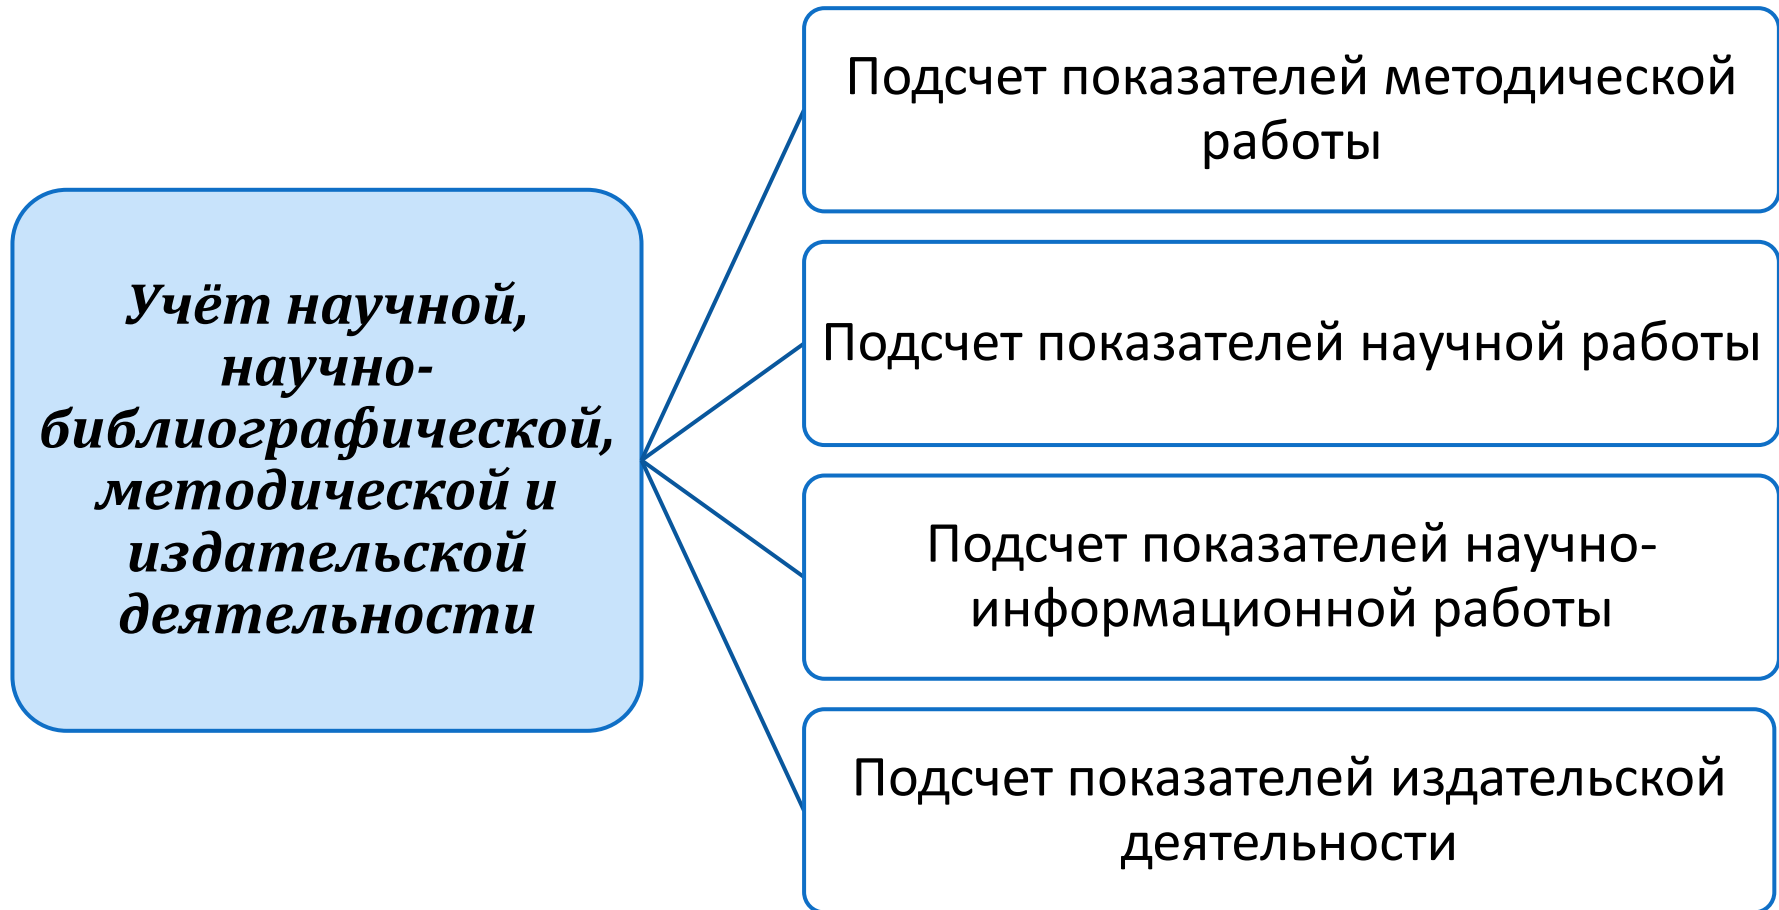 Учёт научной,
научно-
библиографической,
методической и
издательской
деятельности
Подсчет показателей методической
работы
Подсчет показателей научной работы
Подсчет показателей научно-
информационной работы
Подсчет показателей издательской
деятельности